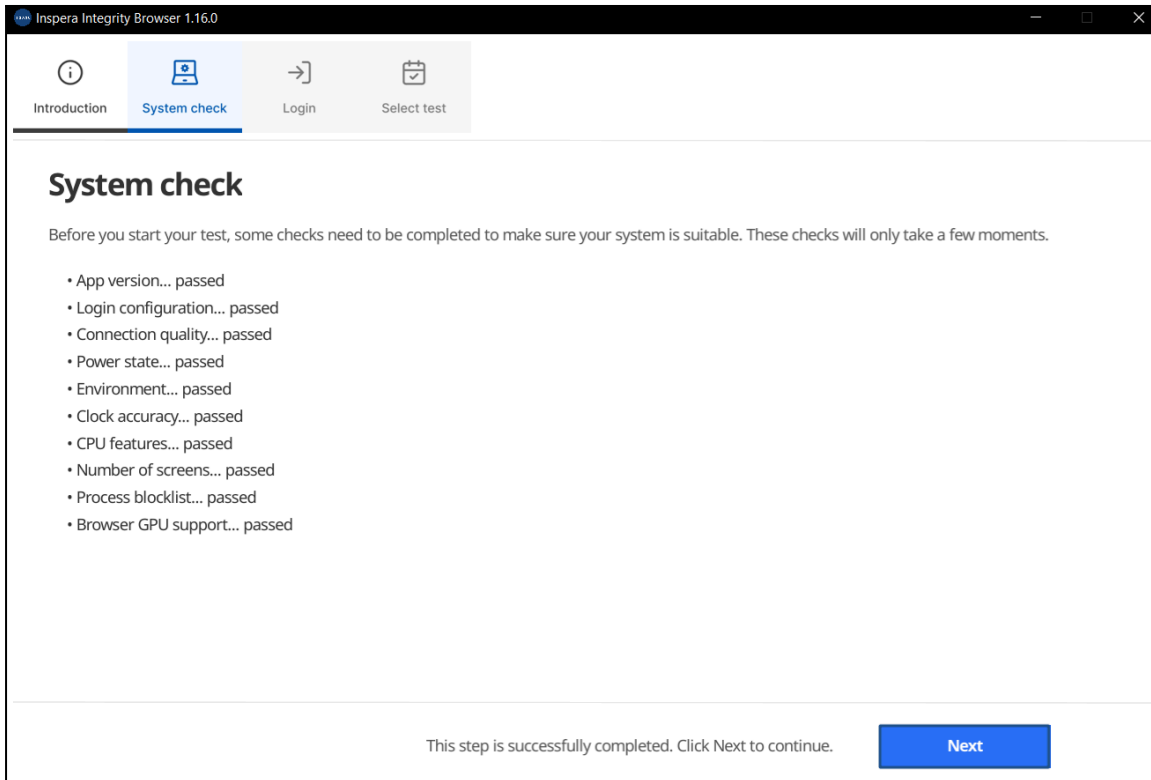 Inspera Integrity Browser 1.16.0
Introduction
System check
Login
Select test
System check
Before you start your test, some checks need to be completed to make sure your system is suitable. These checks will only take a few moments.
• App version... passed
• Login configuration... passed
• Connection quality... passed
• Power state... passed
• Environment... passed
• Clock accuracy... passed
• CPU features... passed
• Number of screens... passed
• Process blocklist... passed
• Browser GPU support... passed
This step is successfully completed. Click Next to continue.
Next